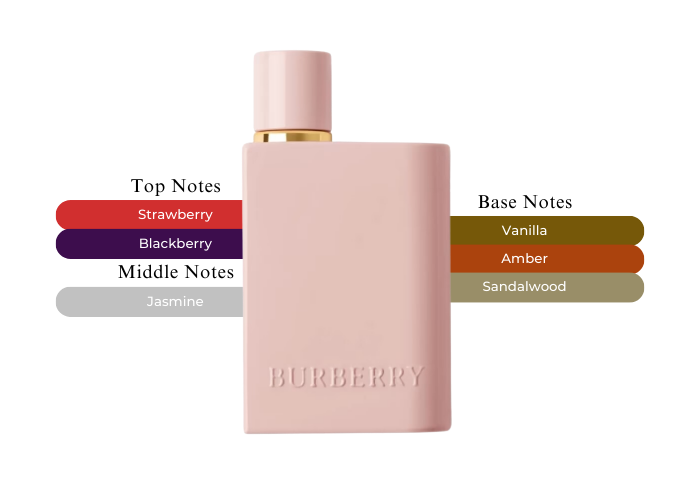 Top Notes
Strawberry
Blackberry
Middle Notes
Jasmine
Base Notes
Vanilla
Amber
Sandalwood
BURBERRY